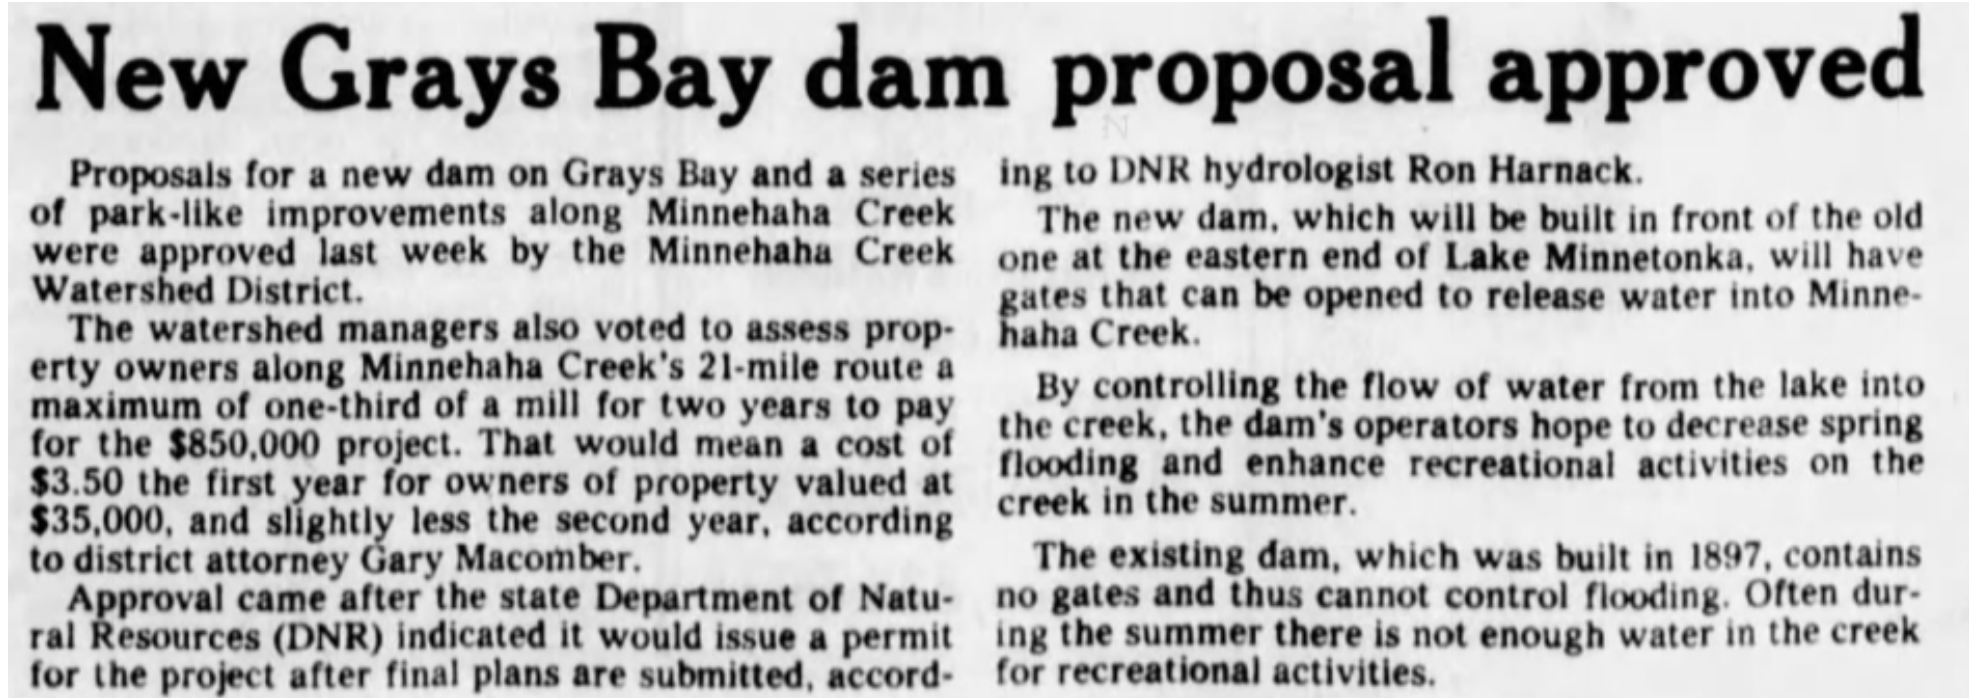 New Grays Bay dam proposal approved
Proposals for a new dam on Grays Bay and a series
of park-like improvements along Minnehaha Creek
were approved last week by the Minnehaha Creek
Watershed District.
The watershed managers also voted to assess prop-
erty owners along Minnehaha Creek's 21-mile route a
maximum of one-third of a mill for two years to pay
for the $850,000 project. That would mean a cost of
$3.50 the first year for owners of property valued at
$35,000, and slightly less the second year, according
to district attorney Gary Macomber.
Approval came after the state Department of Natu-
ral Resources (DNR) indicated it would issue a permit
for the project after final plans are submitted, accord-
ing to DNR hydrologist Ron Harnack.
The new dam, which will be built in front of the old
one at the eastern end of Lake Minnetonka, will have
gates that can be opened to release water into Minne-
haha Creek.
By controlling the flow of water from the lake into
the creek, the dam's operators hope to decrease spring
flooding and enhance recreational activities on the
creek in the summer.
The existing dam, which was built in 1897, contains
no gates and thus cannot control flooding. Often dur-
ing the summer there is not enough water in the creek
for recreational activities.